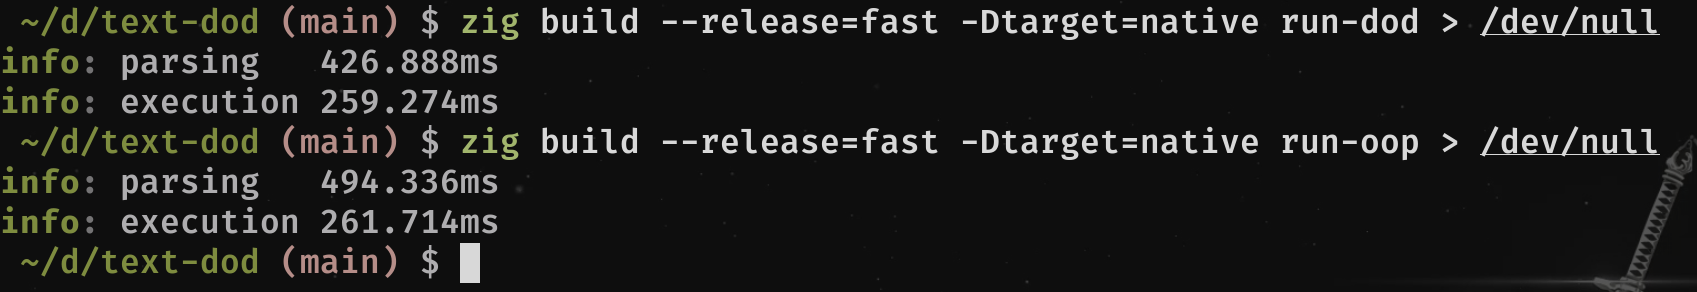 ~/d/text-dod (main) $ zig build --release=fast -Dtarget=native run-dod > /dev/null
info: parsing   426.888ms
info: execution 259.274ms
~/d/text-dod (main) $ zig build --release=fast -Dtarget=native run-oop > /dev/null
info: parsing   494.336ms
info: execution 261.714ms
~/d/text-dod (main) $